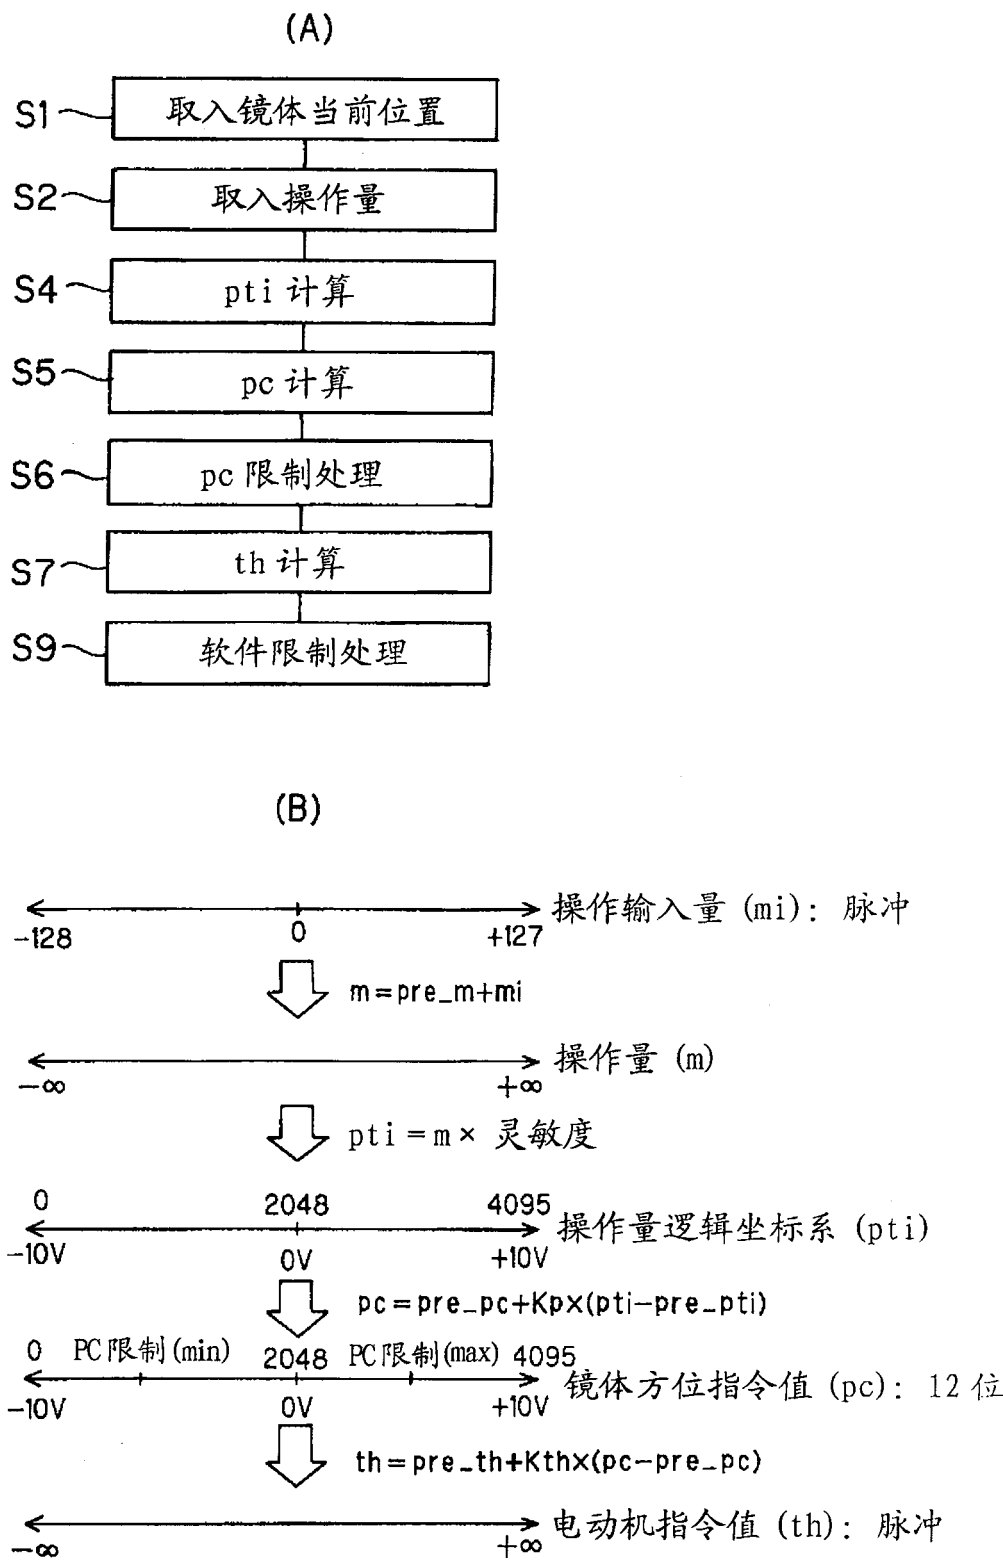 (A)
S1 取入镜体当前位置
S2 取入操作量
S4 pti 计算
S5 pc 计算
S6 pc 限制处理
S7 th 计算
S9 软件限制处理
(B)
操作输入量 (mi): 脉冲
-128 0 +127
m=pre_m+mi
操作量 (m)
-∞ +∞
pti=m× 灵敏度
0 2048 4095
操作量逻辑坐标系 (pti)
-10V 0V +10V
pc=pre_pc+Kp×(pti-pre_pti)
0 PC限制(min) 2048 PC限制(max) 4095
镜体方位指令值 (pc): 12位
-10V 0V +10V
th=pre_th+Kth×(pc-pre_pc)
电动机指令值 (th): 脉冲
-∞ +∞